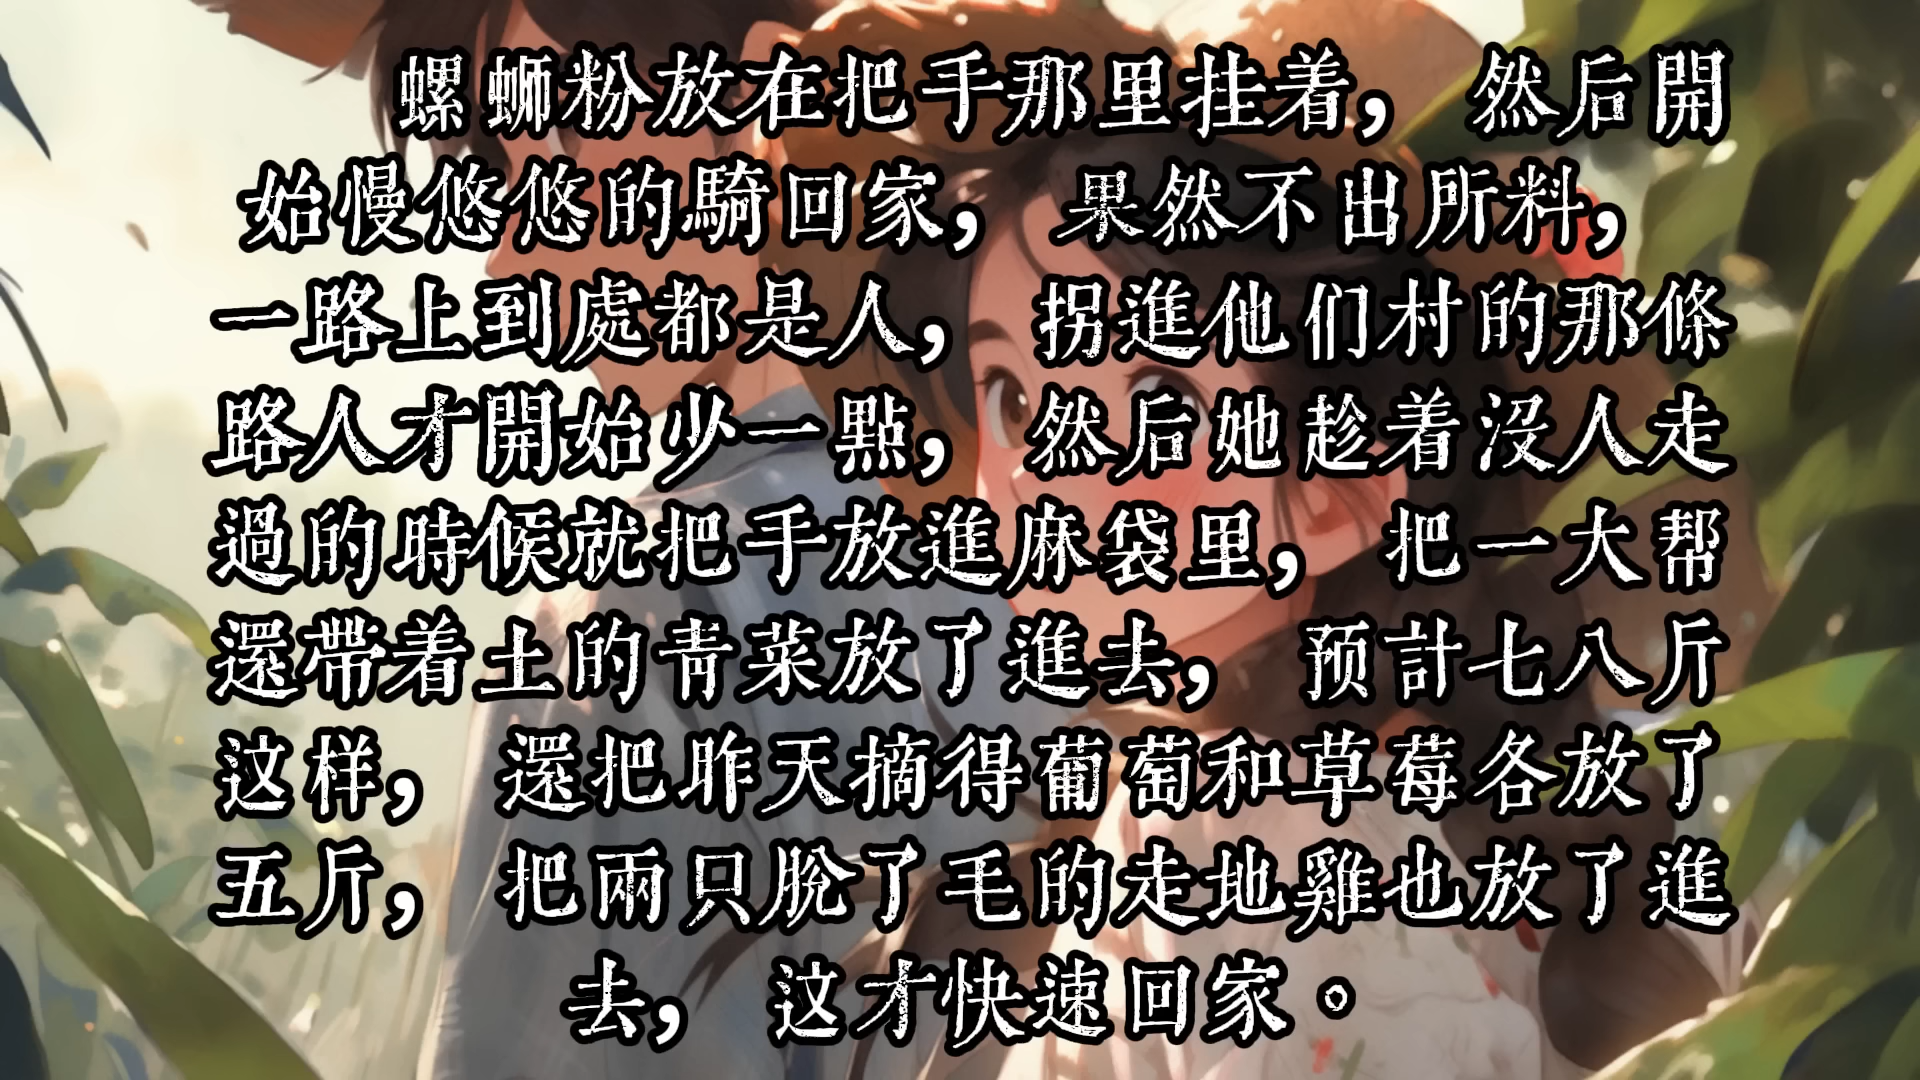 螺蛳粉放在把手那里挂着，然后開
始慢悠悠的騎回家，果然不出所料，
一路上到處都是人，拐進他们村的那條
路人才開始少一點，然后她趁着沒人走
過的時候就把手放進麻袋里，把一大帮
還帶着土的青菜放了進去，预計七八斤
这样，還把昨天摘得葡萄和草莓各放了
五斤，把兩只脫了毛的走地雞也放了進
去，这才快速回家。